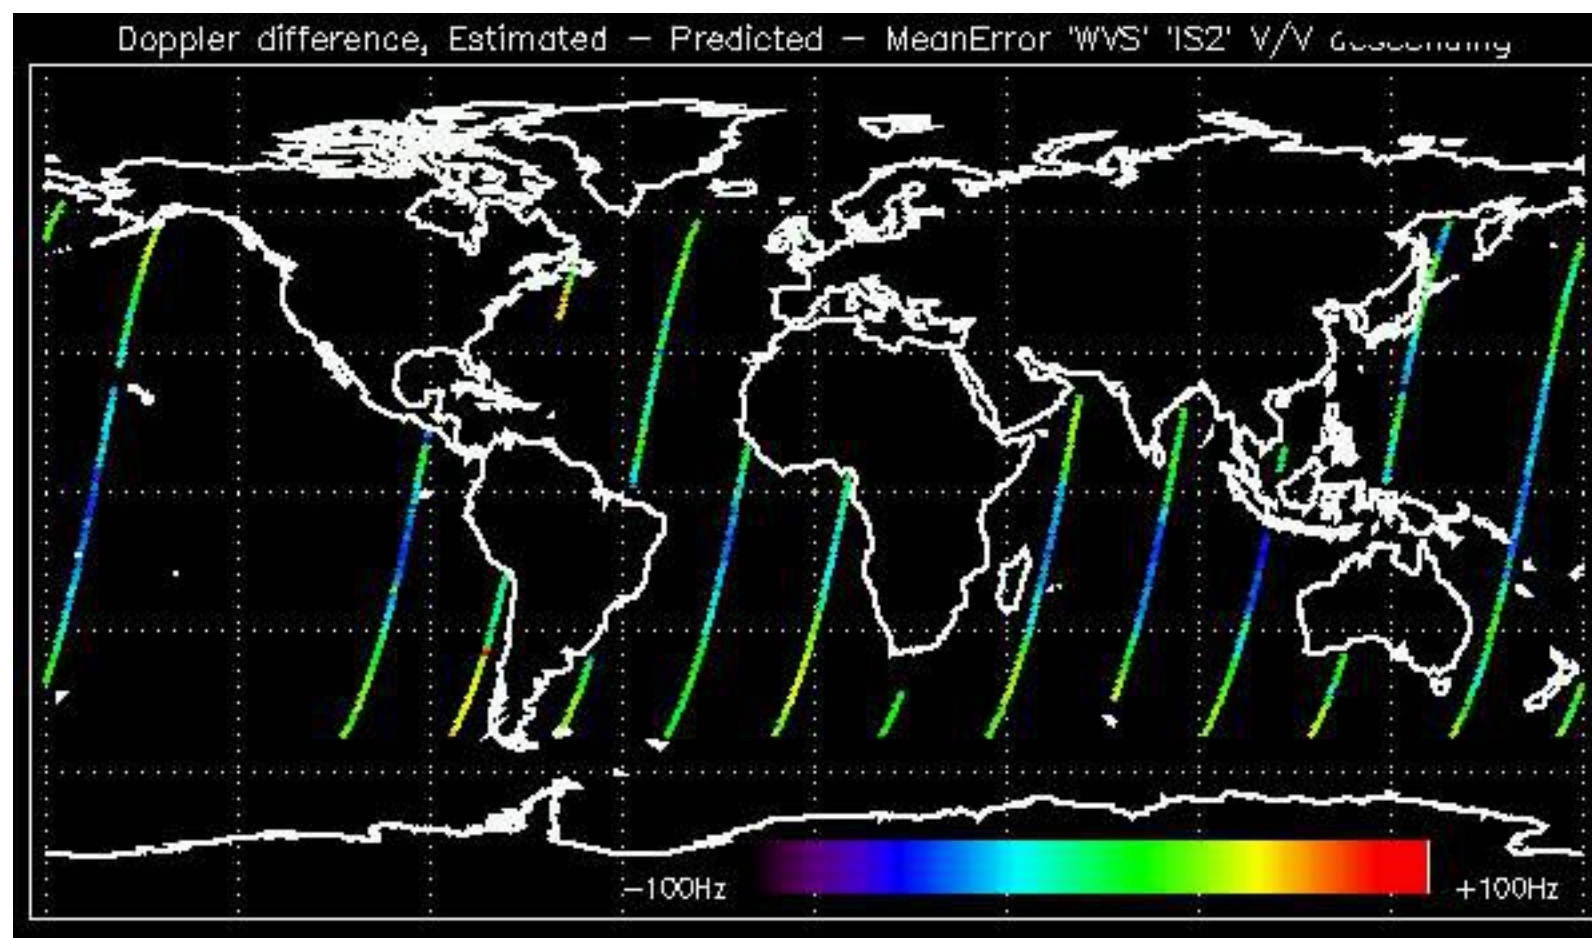 Doppler difference, Estimated – Predicted – MeanError 'WVS' 'IS2' V/V
−100Hz +100Hz